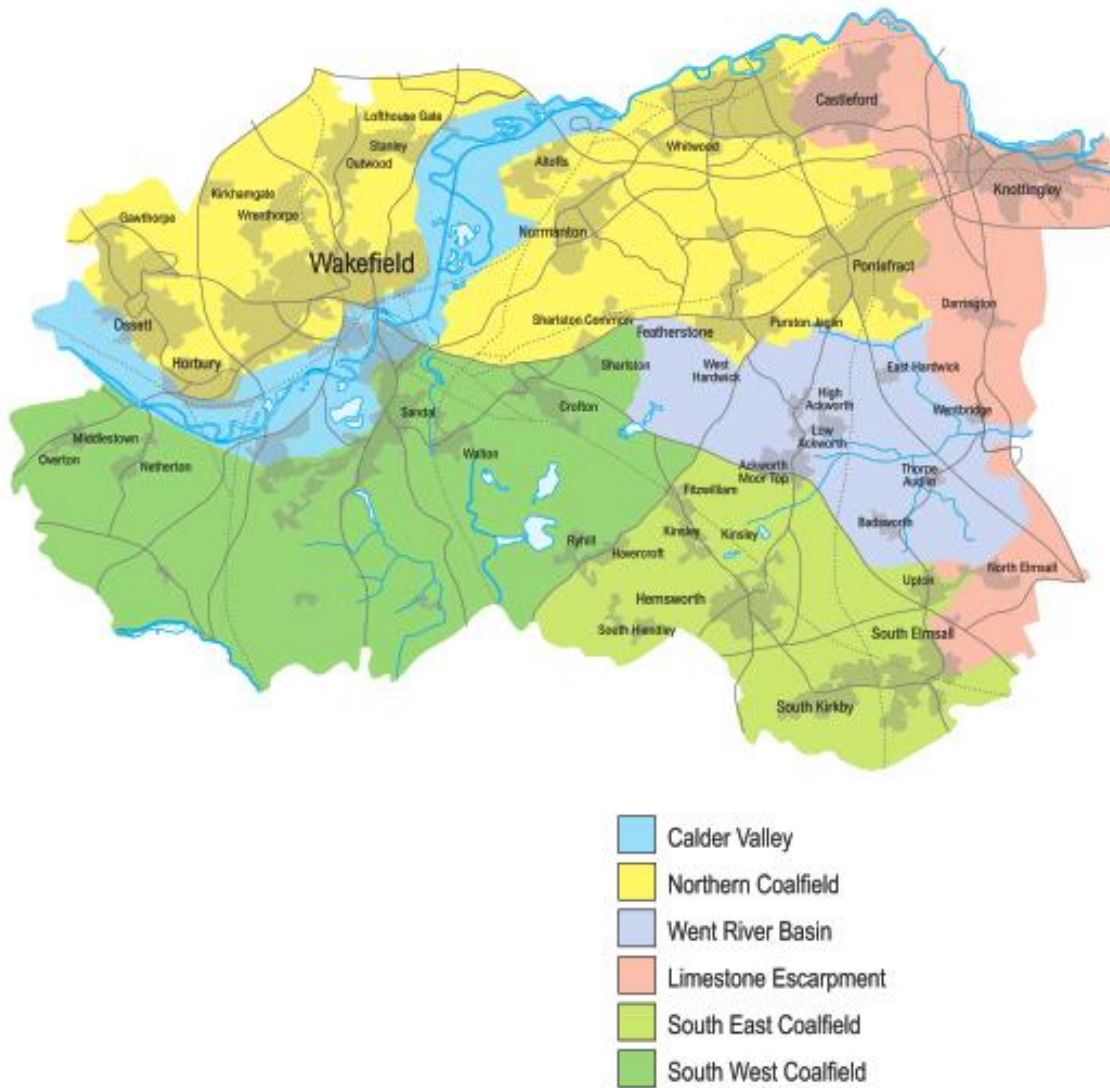 Castleford
Lofthouse Gate
Stanley
Outwood
Whitwood
Altofts
Kirkhamgate
Knottingley
Gawthorpe
Wrenthorpe
Normanton
Wakefield
Pontefract
Darrington
Ossett
Sharlston Common
Purston Jaglin
Featherstone
Horbury
Sharlston
West
Hardwick
East Hardwick
High
Ackworth
Crofton
Sandal
Wentbridge
Middlestown
Low
Ackworth
Overton
Netherton
Walton
Ackworth
Moor Top
Thorpe
Audlin
Fitzwilliam
Badsworth
Kinsley
Kinsley
Ryhill
Havercroft
North Elmsall
Upton
Hemsworth
South Hiendley
South Elmsall
South Kirkby
Calder Valley
Northern Coalfield
Went River Basin
Limestone Escarpment
South East Coalfield
South West Coalfield